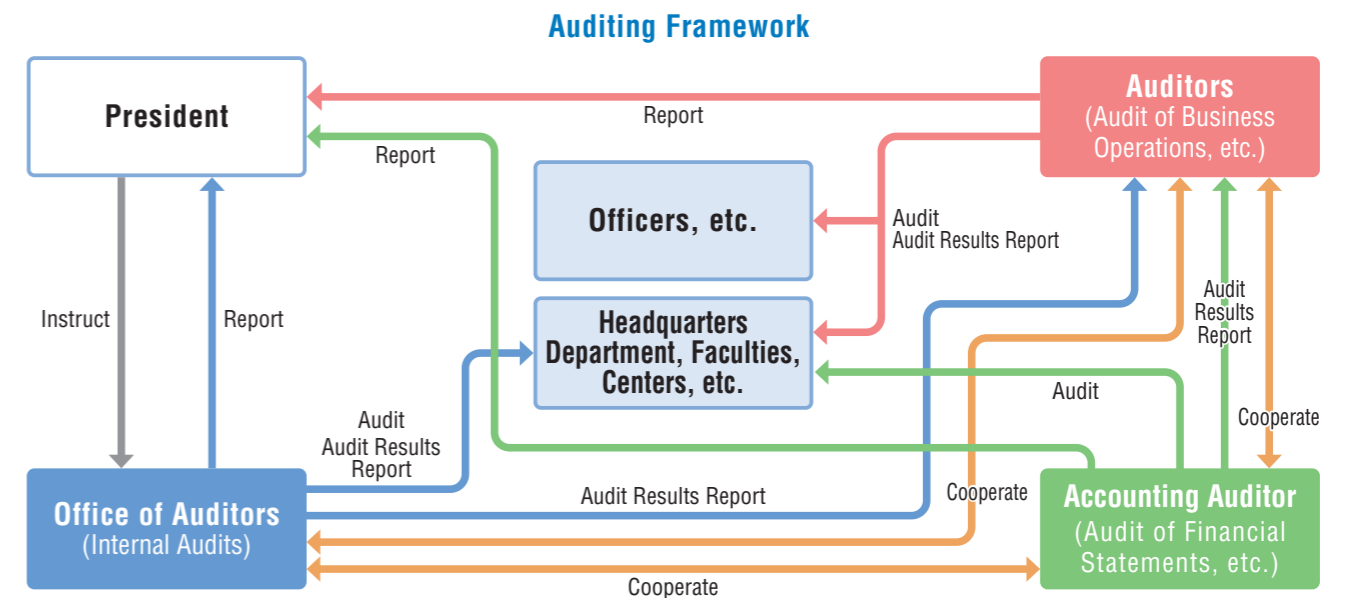 Auditing Framework
President
Auditors
(Audit of Business
Operations, etc.)
Report
Report
Officers, etc.
Audit
Audit Results Report
Instruct
Report
Headquarters
Department, Faculties,
Centers, etc.
Audit
Results
Report
Audit
Audit
Audit Results
Report
Cooperate
Office of Auditors
(Internal Audits)
Audit Results Report
Cooperate
Accounting Auditor
(Audit of Financial
Statements, etc.)
Cooperate